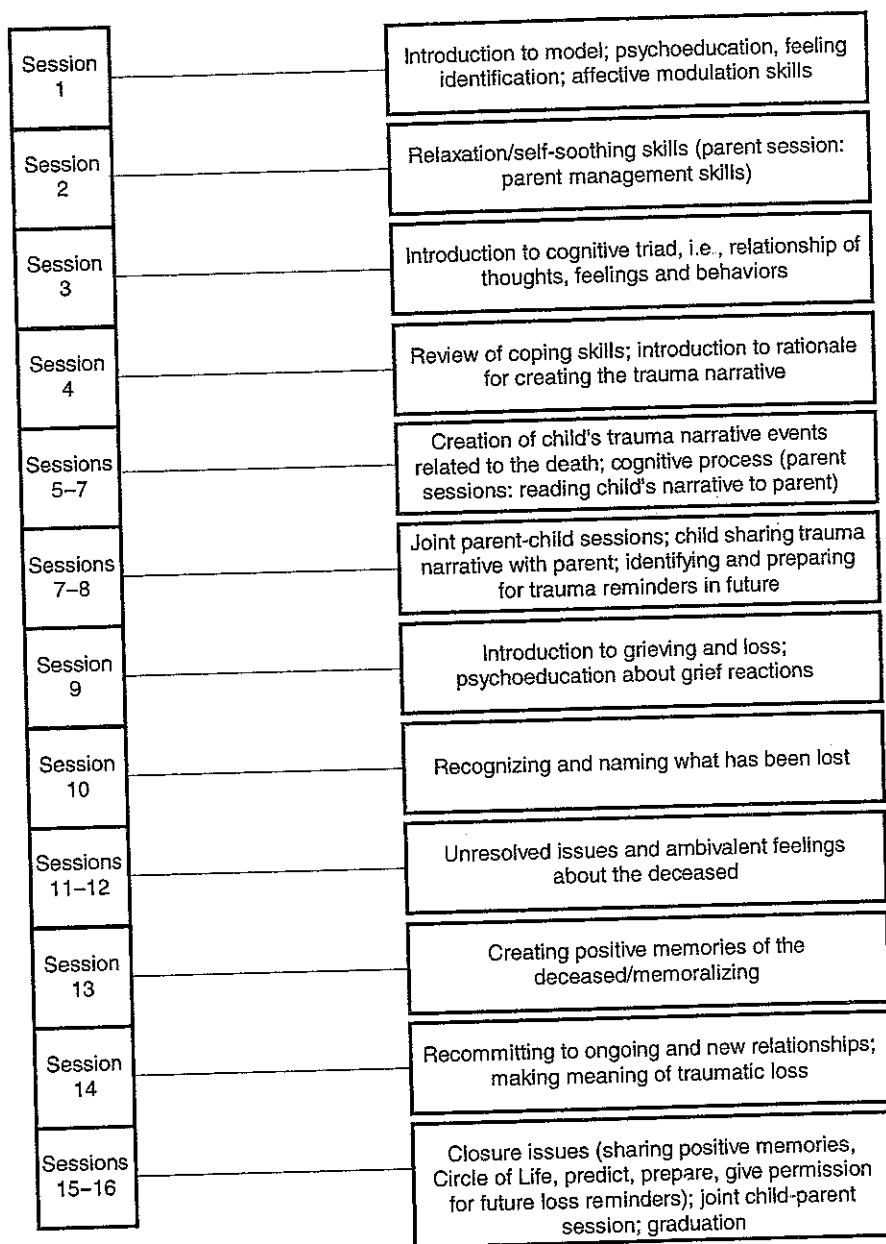 Session
1
Introduction to model; psychoeducation, feeling
identification; affective modulation skills
Session
2
Relaxation/self-soothing skills (parent session:
parent management skills)
Session
3
Introduction to cognitive triad, i.e., relationship of
thoughts, feelings and behaviors
Session
4
Review of coping skills; introduction to rationale
for creating the trauma narrative
Sessions
5–7
Creation of child's trauma narrative events
related to the death; cognitive process (parent
sessions: reading child's narrative to parent)
Sessions
7–8
Joint parent-child sessions; child sharing trauma
narrative with parent; identifying and preparing
for trauma reminders in future
Session
9
Introduction to grieving and loss;
psychoeducation about grief reactions
Session
10
Recognizing and naming what has been lost
Sessions
11–12
Unresolved issues and ambivalent feelings
about the deceased
Session
13
Creating positive memories of the
deceased/memoralizing
Session
14
Recommitting to ongoing and new relationships;
making meaning of traumatic loss
Sessions
15–16
Closure issues (sharing positive memories,
Circle of Life, predict, prepare, give permission
for future loss reminders); joint child-parent
session; graduation